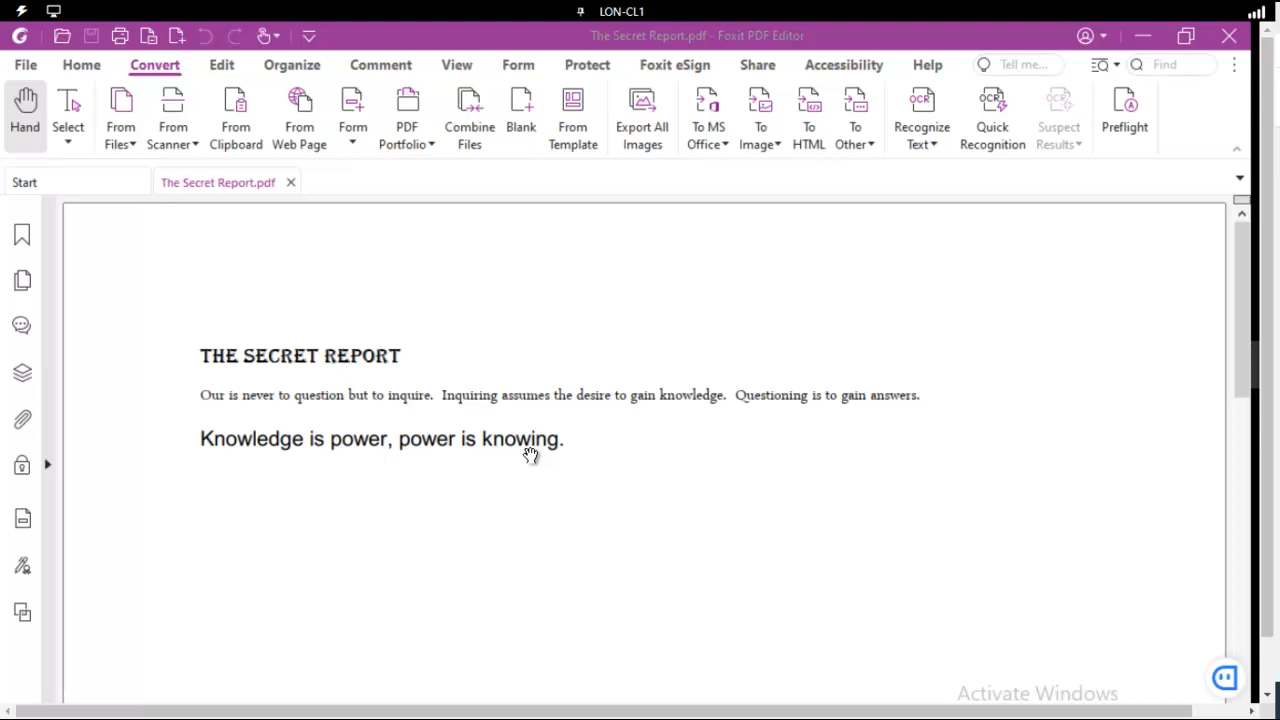 LON-CL1
The Secret Report.pdf - Foxit PDF Editor
File Home Convert Edit Organize Comment View Form Protect Foxit eSign Share Accessibility Help Tell me... Find
Hand
Select
From Files
From Scanner
From Clipboard
From Web Page
Form
PDF Portfolio
Combine Files
Blank
From Template
Export All Images
To MS Office
To Image
To HTML
To Other
OCR
Recognize Text
OCR
Quick Recognition
OCR
Suspect Results
Preflight
Start
The Secret Report.pdf
THE SECRET REPORT
Our is never to question but to inquire. Inquiring assumes the desire to gain knowledge. Questioning is to gain answers.
Knowledge is power, power is knowing.
Activate Windows